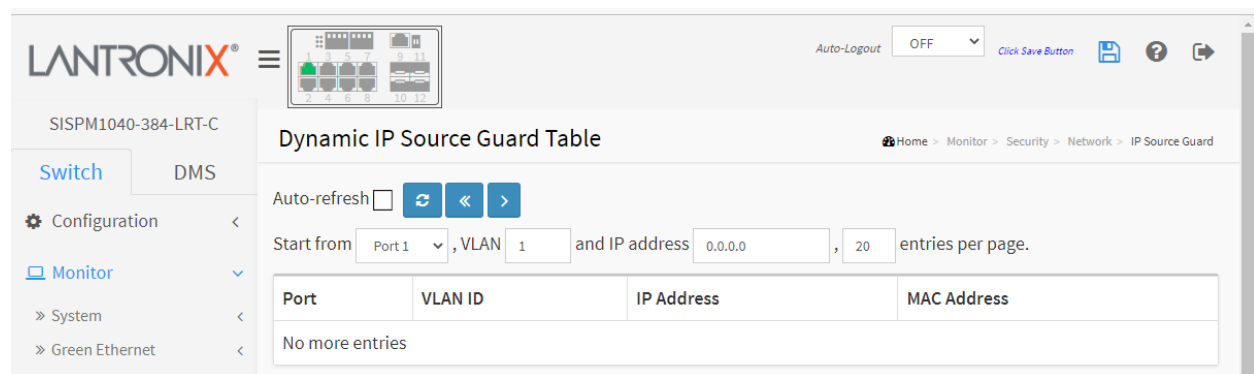 LANTRONIX®
1 3 5 7 9 11
2 4 6 8 10 12
Auto-Logout OFF Click Save Button
SISPM1040-384-LRT-C
Switch DMS
Configuration
Monitor
» System
» Green Ethernet
Dynamic IP Source Guard Table
Home > Monitor > Security > Network > IP Source Guard
Auto-refresh
Start from Port 1 , VLAN 1 and IP address 0.0.0.0 , 20 entries per page.
Port VLAN ID IP Address MAC Address
No more entries